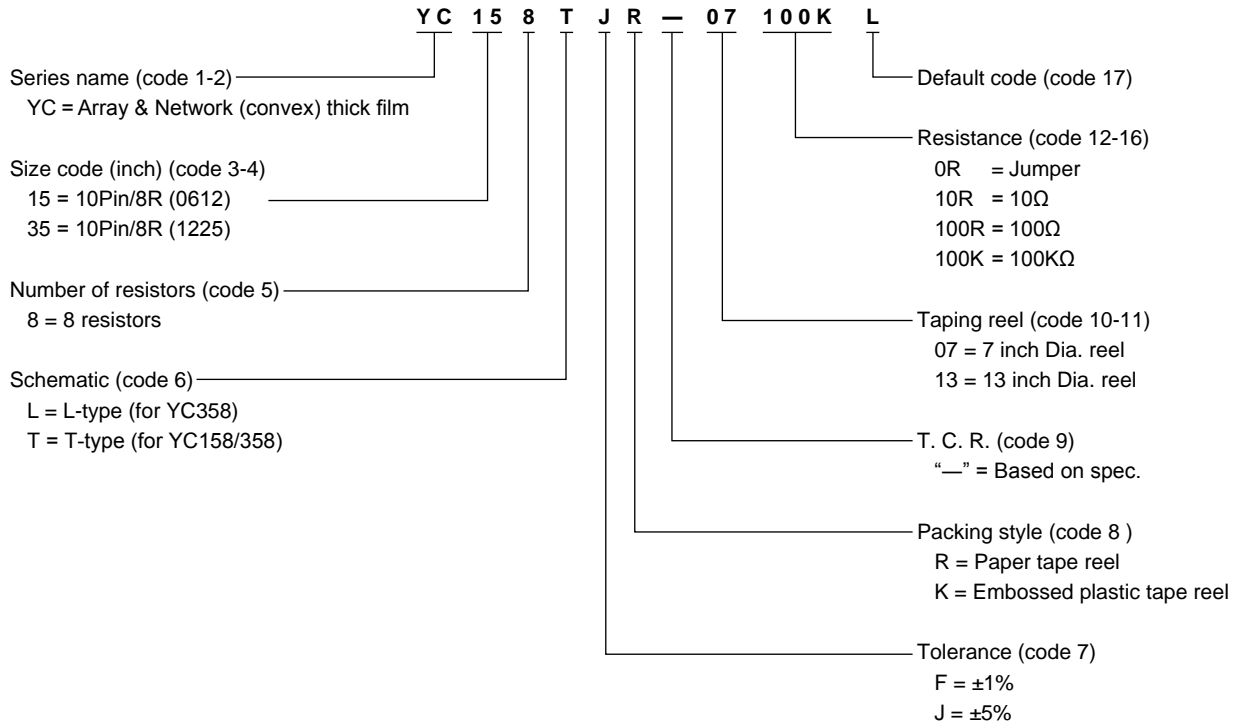 YC 15 8 T J R — 07 100K L
Series name (code 1-2)
YC = Array & Network (convex) thick film
Size code (inch) (code 3-4)
15 = 10Pin/8R (0612)
35 = 10Pin/8R (1225)
Number of resistors (code 5)
8 = 8 resistors
Schematic (code 6)
L = L-type (for YC358)
T = T-type (for YC158/358)
Default code (code 17)
Resistance (code 12-16)
0R = Jumper
10R = 10Ω
100R = 100Ω
100K = 100KΩ
Taping reel (code 10-11)
07 = 7 inch Dia. reel
13 = 13 inch Dia. reel
T. C. R. (code 9)
“—” = Based on spec.
Packing style (code 8 )
R = Paper tape reel
K = Embossed plastic tape reel
Tolerance (code 7)
F = ±1%
J = ±5%